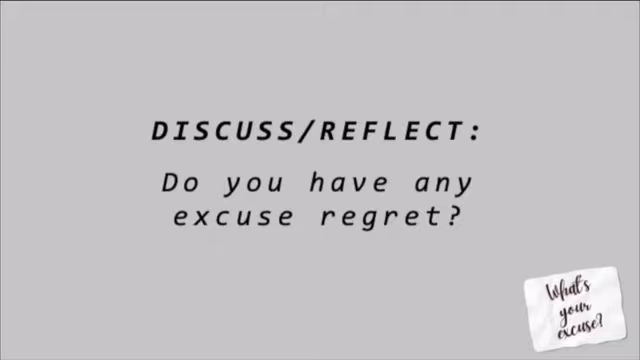 DISCUSS/REFLECT:
Do you have any
excuse regret?
What's
your
excuse?